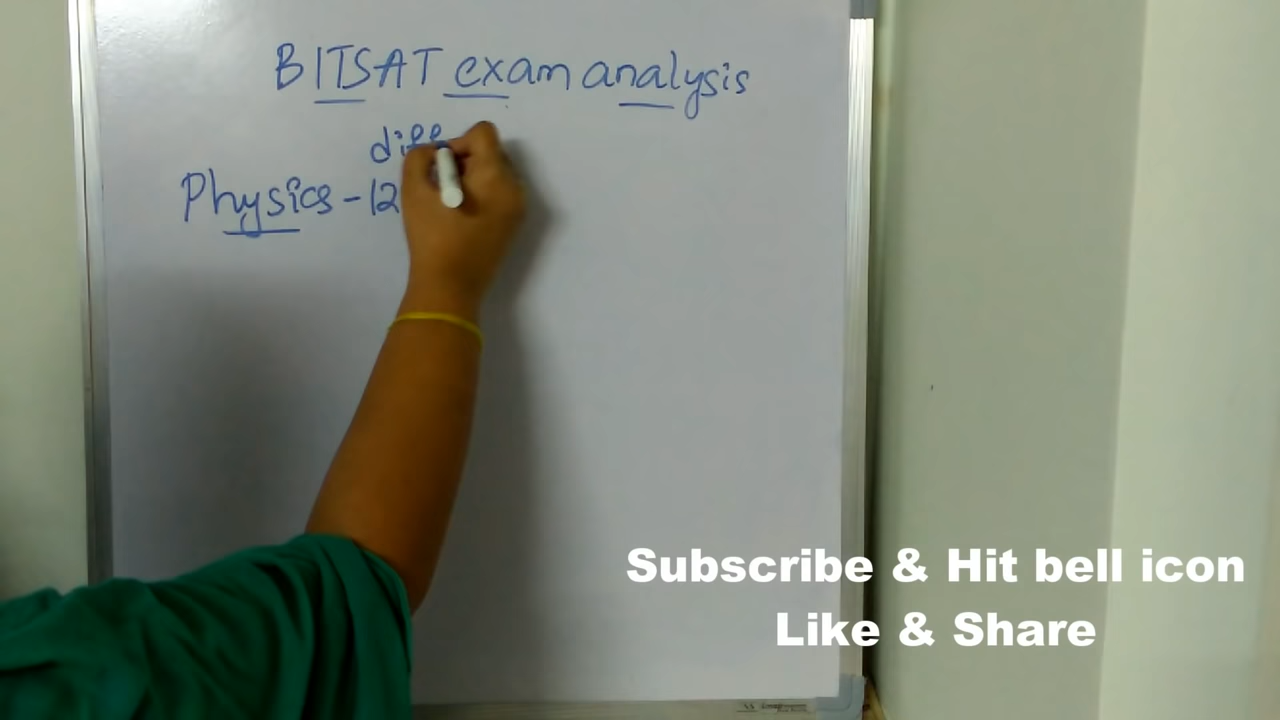 BITSAT exam analysis
diff
Physics - 12
Subscribe & Hit bell icon
Like & Share